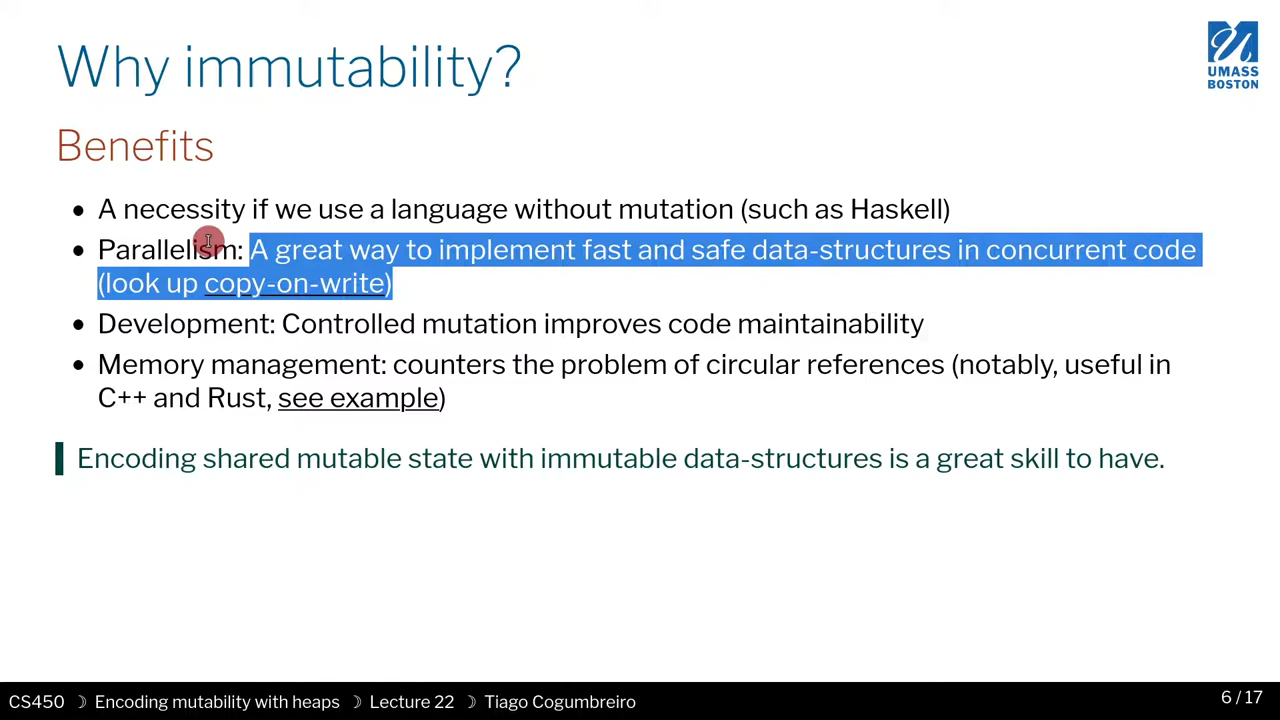 Why immutability?
UMASS
BOSTON
Benefits
• A necessity if we use a language without mutation (such as Haskell)
• Parallelism: A great way to implement fast and safe data-structures in concurrent code
(look up copy-on-write)
• Development: Controlled mutation improves code maintainability
• Memory management: counters the problem of circular references (notably, useful in
C++ and Rust, see example)
Encoding shared mutable state with immutable data-structures is a great skill to have.
CS450 ☽ Encoding mutability with heaps ☽ Lecture 22 ☽ Tiago Cogumbreiro
6 / 17